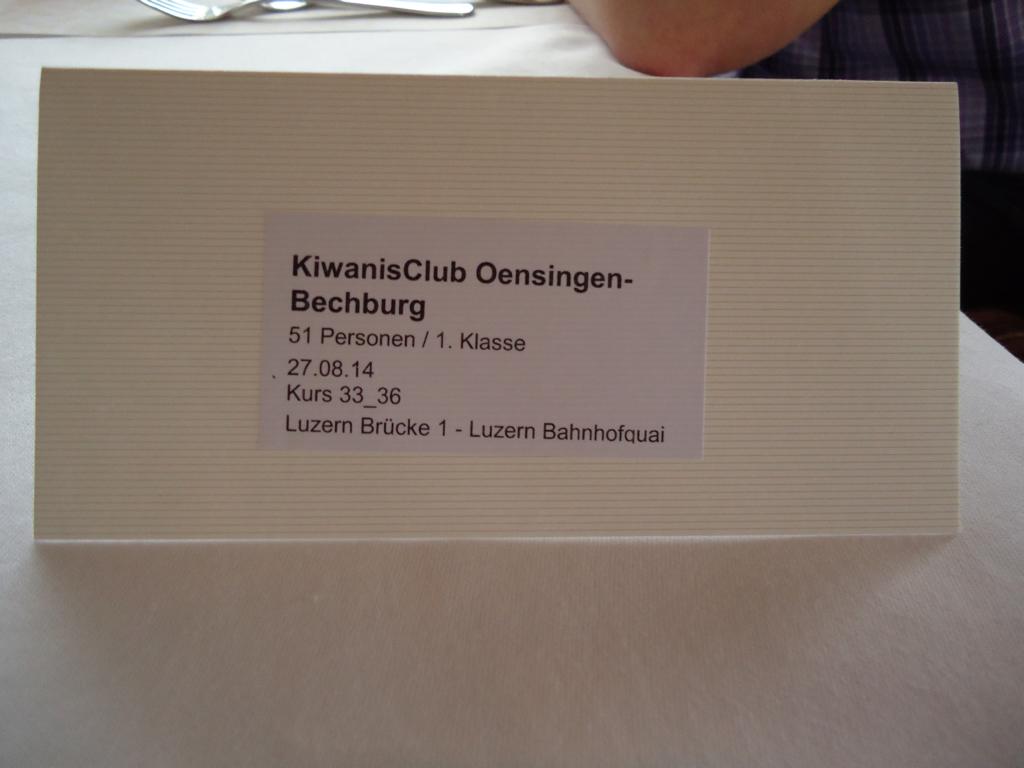 KiwanisClub Oensingen-
Bechburg
51 Personen / 1. Klasse
27.08.14
Kurs 33_36
Luzern Brücke 1 - Luzern Bahnhofquai